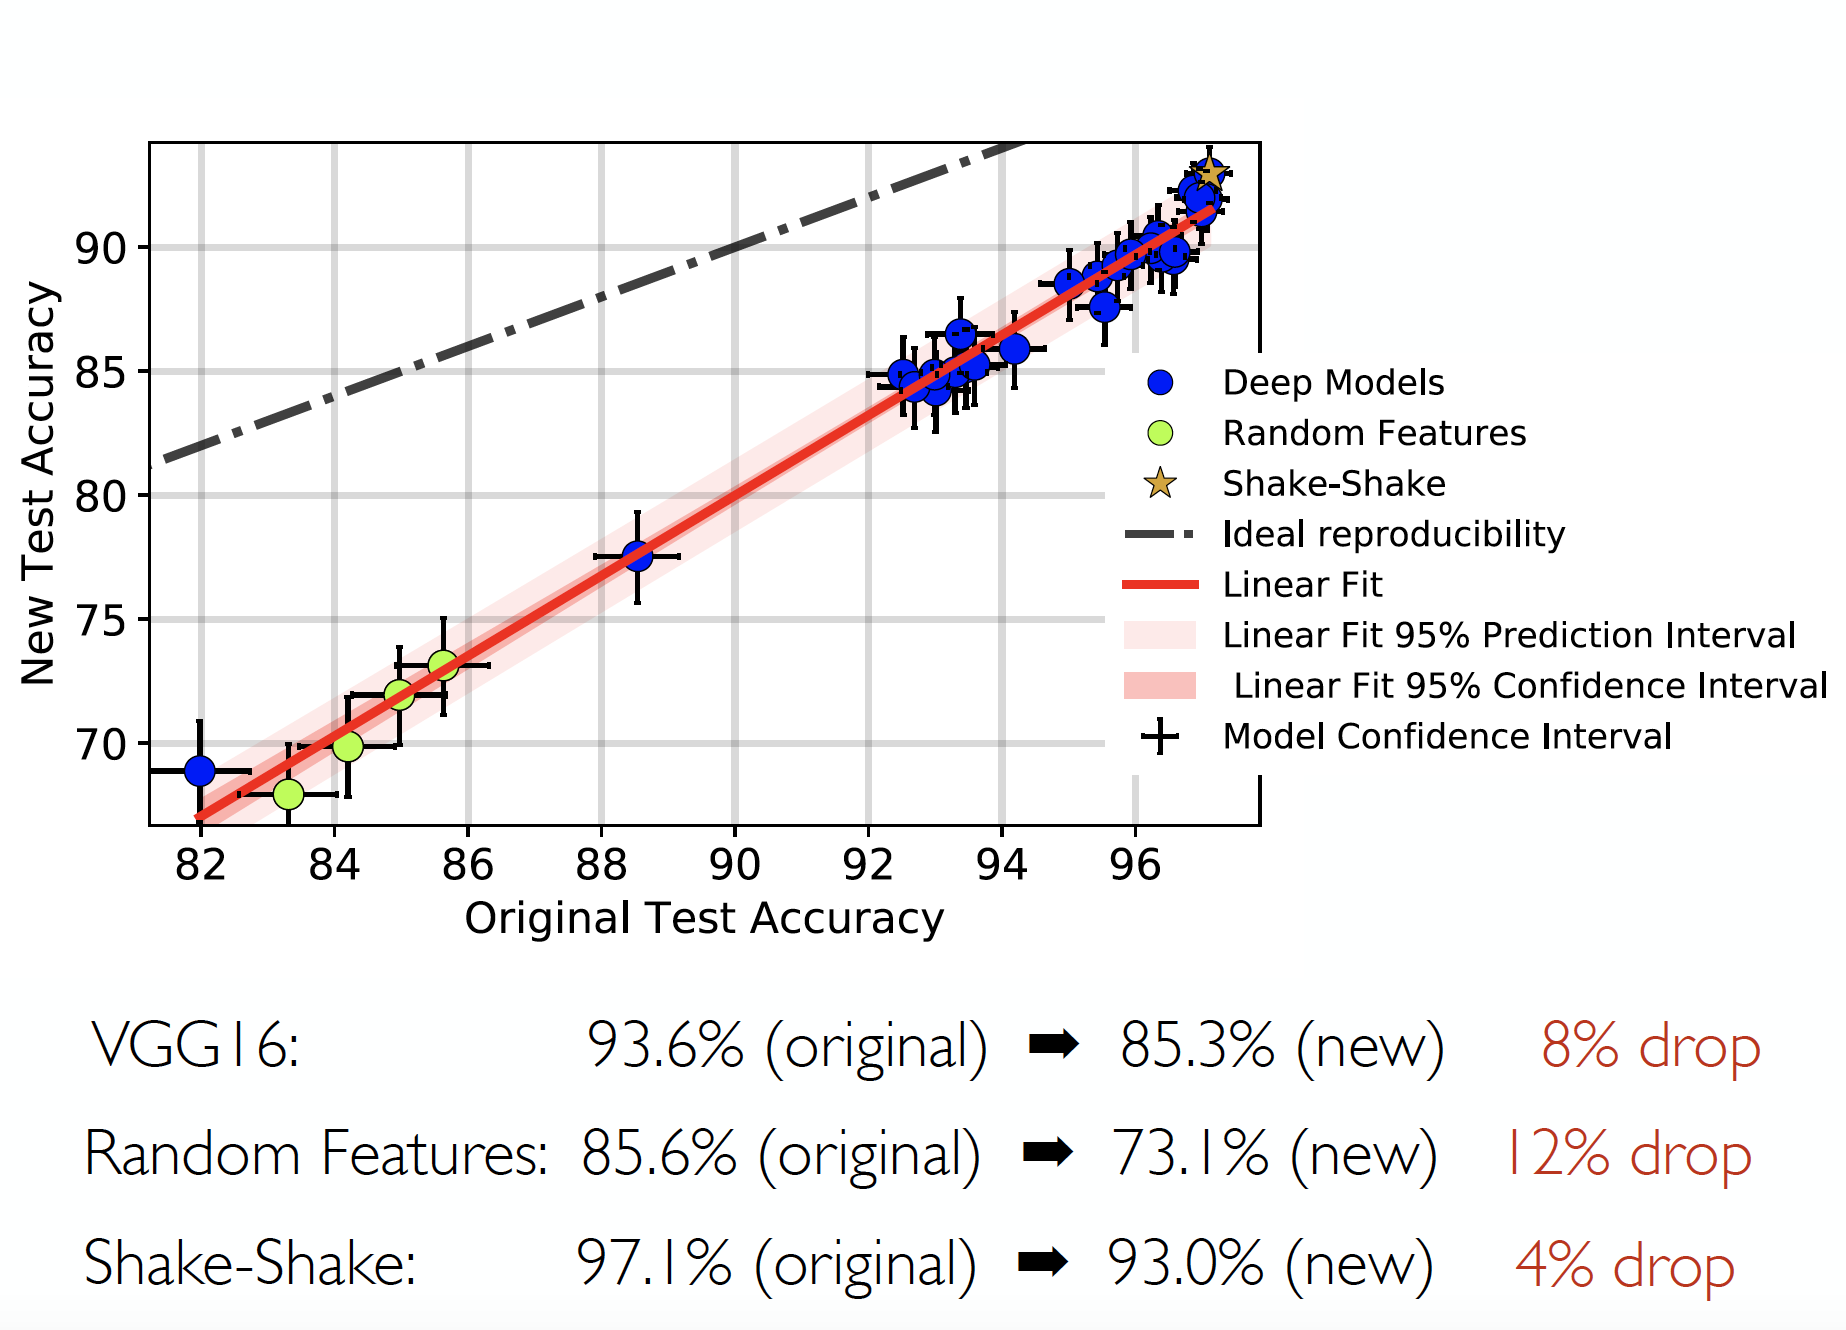 New Test Accuracy
90
85
80
75
70
82 84 86 88 90 92 94 96
Original Test Accuracy
Deep Models
Random Features
Shake-Shake
Ideal reproducibility
Linear Fit
Linear Fit 95% Prediction Interval
Linear Fit 95% Confidence Interval
Model Confidence Interval
VGG16: 93.6% (original) ➡ 85.3% (new) 8% drop
Random Features: 85.6% (original) ➡ 73.1% (new) 12% drop
Shake-Shake: 97.1% (original) ➡ 93.0% (new) 4% drop